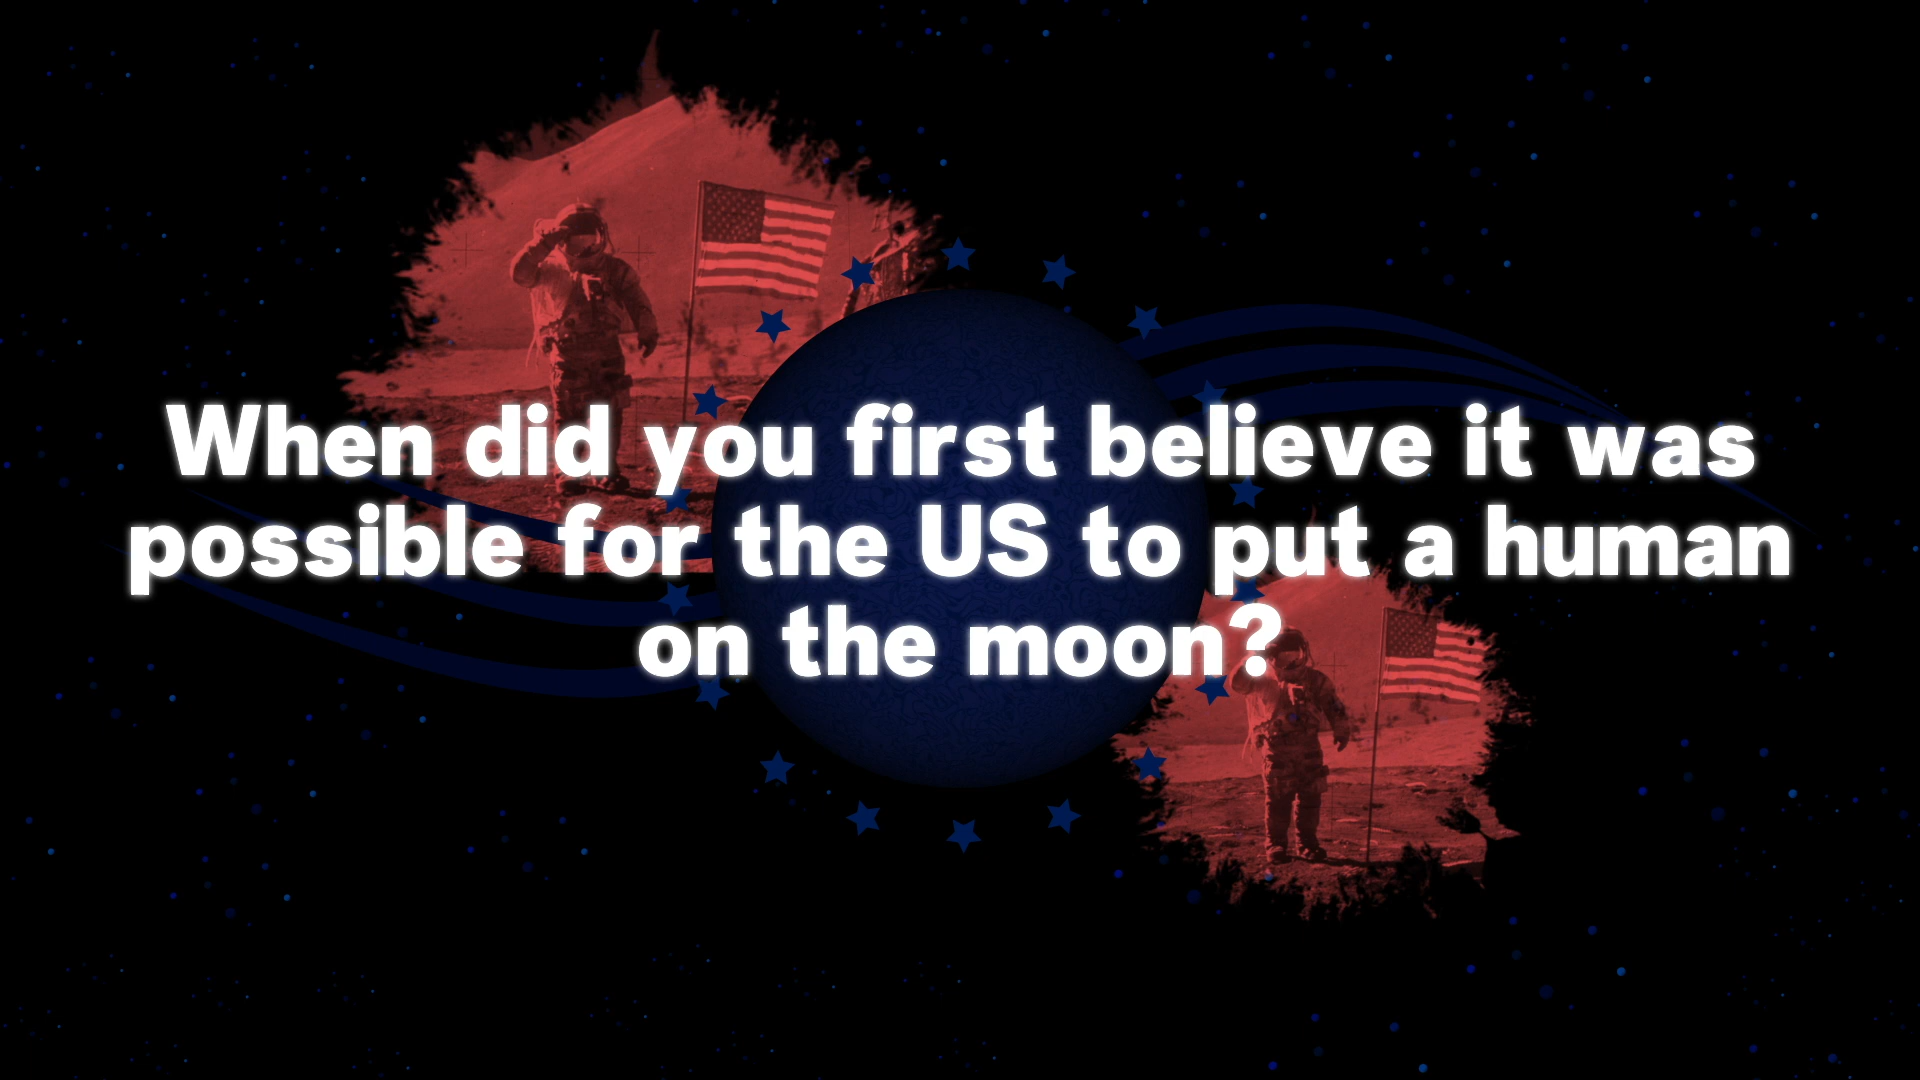 When did you first believe it was
possible for the US to put a human
on the moon?